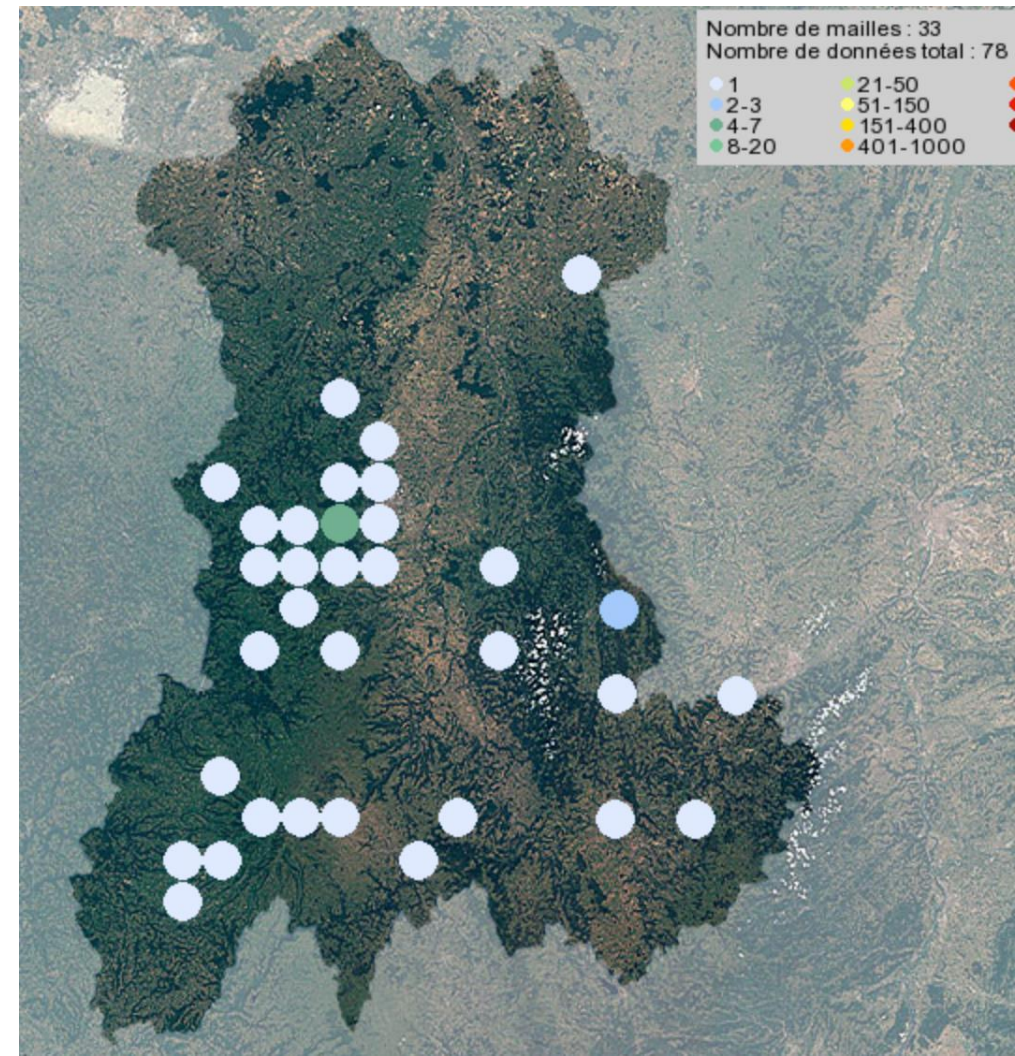 Nombre de mailles : 33
Nombre de données total : 78
1 21-50
2-3 51-150
4-7 151-400
8-20 401-1000